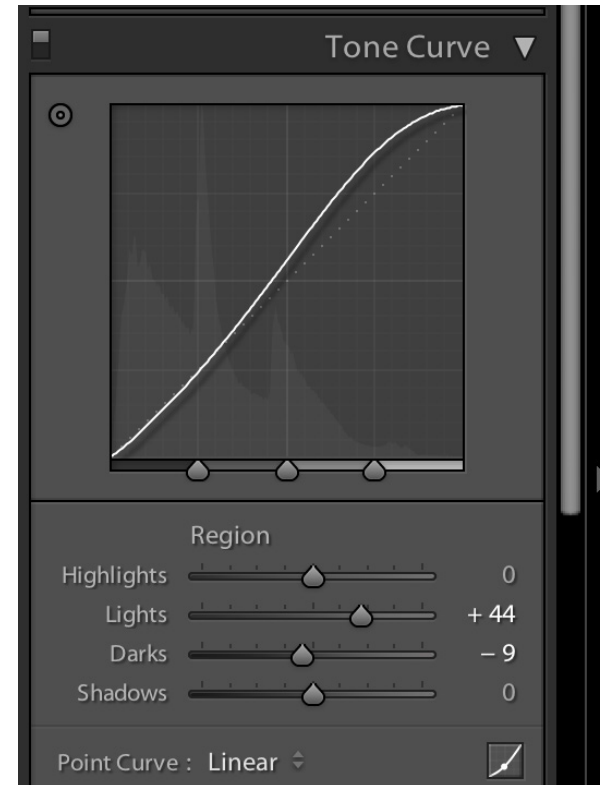 Tone Curve
Region
Highlights 0
Lights + 44
Darks – 9
Shadows 0
Point Curve : Linear